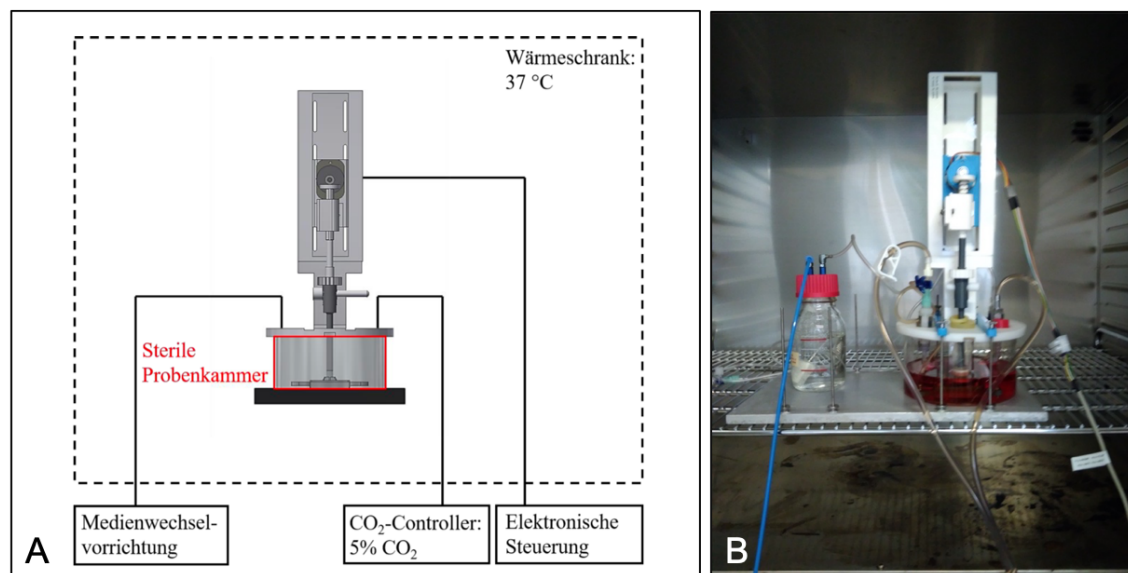 Wärmeschrank:
37 °C
Sterile
Probenkammer
Medienwechsel-
vorrichtung
CO₂-Controller:
5% CO₂
Elektronische
Steuerung
A
B